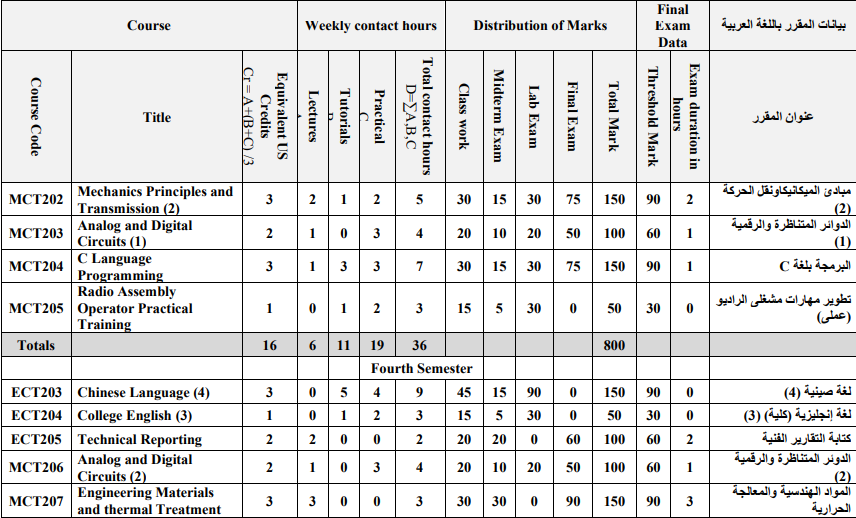 Course Weekly contact hours Distribution of Marks Final Exam Data بيانات المقرر باللغة العربية
Course Code Title Equivalent US Credits Cr = A+(B+C) /3 Lectures Tutorials Practical Total contact hours D=∑A,B,C Class work Midterm Exam Lab Exam Final Exam Total Mark Threshold Mark Exam duration in hours عنوان المقرر
MCT202 Mechanics Principles and Transmission (2) 3 2 1 2 5 30 15 30 75 150 90 2 مبادئ الميكانيكاونقل الحركة (2)
MCT203 Analog and Digital Circuits (1) 2 1 0 3 4 20 10 20 50 100 60 1 الدوائر المتناظرة والرقمية (1)
MCT204 C Language Programming 3 1 3 3 7 30 15 30 75 150 90 1 البرمجة بلغة C
MCT205 Radio Assembly Operator Practical Training 1 0 1 2 3 15 5 30 0 50 30 0 تطوير مهارات مشغلى الراديو (عملى)
Totals 16 6 11 19 36 800
Fourth Semester
ECT203 Chinese Language (4) 3 0 5 4 9 45 15 90 0 150 90 0 لغة صينية (4)
ECT204 College English (3) 1 0 1 2 3 15 5 30 0 50 30 0 لغة إنجليزية (كلية) (3)
ECT205 Technical Reporting 2 2 0 0 2 20 20 0 60 100 60 2 كتابة التقارير الفنية
MCT206 Analog and Digital Circuits (2) 2 1 0 3 4 20 10 20 50 100 60 1 الدوئر المتناظرة والرقمية (2)
MCT207 Engineering Materials and thermal Treatment 3 3 0 0 3 30 30 0 90 150 90 3 المواد الهندسية والمعالجة الحرارية